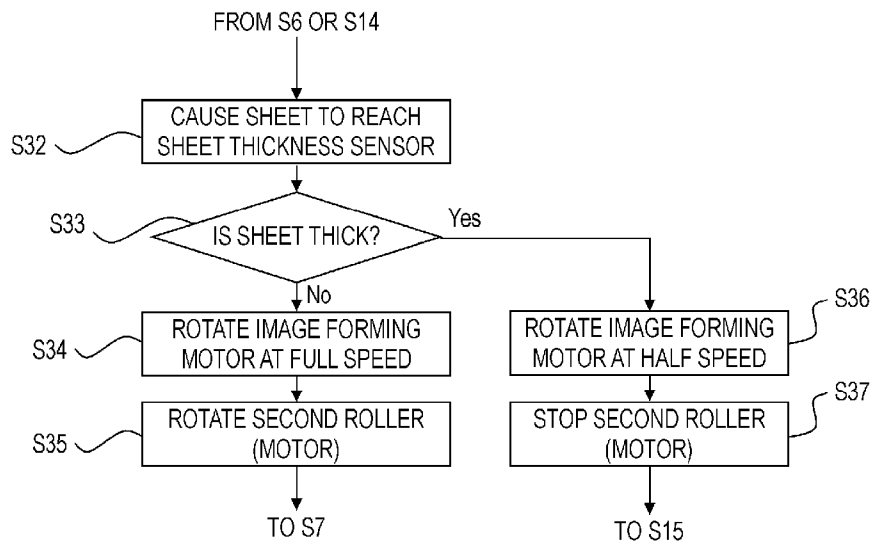 FROM S6 OR S14
S32
CAUSE SHEET TO REACH
SHEET THICKNESS SENSOR
S33
IS SHEET THICK?
Yes
No
S34
ROTATE IMAGE FORMING
MOTOR AT FULL SPEED
S36
ROTATE IMAGE FORMING
MOTOR AT HALF SPEED
S35
ROTATE SECOND ROLLER
(MOTOR)
S37
STOP SECOND ROLLER
(MOTOR)
TO S7
TO S15